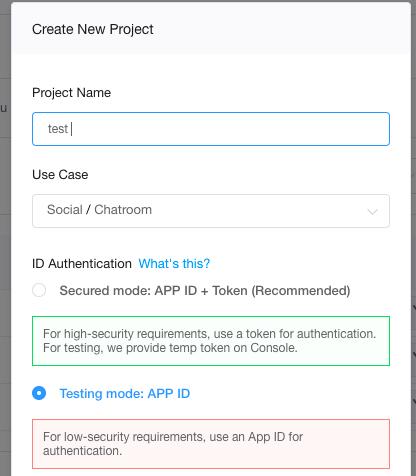 Create New Project
Project Name
test
Use Case
Social / Chatroom
ID Authentication What's this?
Secured mode: APP ID + Token (Recommended)
For high-security requirements, use a token for authentication.
For testing, we provide temp token on Console.
Testing mode: APP ID
For low-security requirements, use an App ID for
authentication.